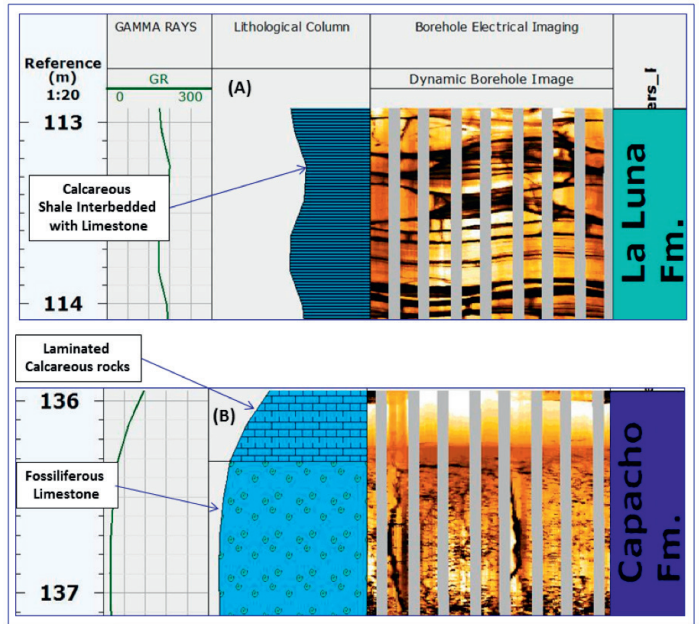 GAMMA RAYS
Lithological Column
Borehole Electrical Imaging
Reference
(m)
1:20
GR
0 300
(A)
Dynamic Borehole Image
ers_
113
114
Calcareous
Shale Interbedded
with Limestone
La Luna
Fm.
Laminated
Calcareous rocks
136
137
(B)
Fossiliferous
Limestone
Capacho
Fm.